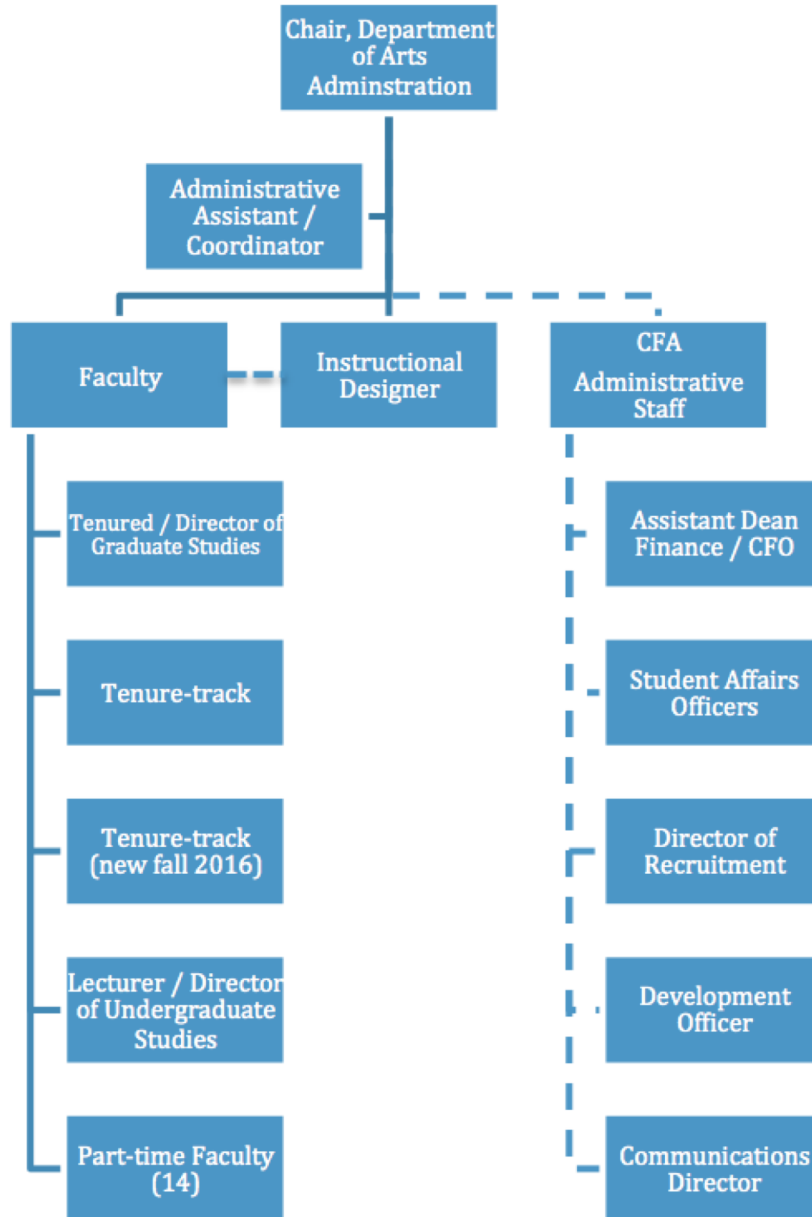 Chair, Department
of Arts
Adminstration
Administrative
Assistant /
Coordinator
Faculty
Instructional
Designer
CFA
Administrative
Staff
Tenured / Director of
Graduate Studies
Assistant Dean
Finance / CFO
Tenure-track
Student Affairs
Officers
Tenure-track
(new fall 2016)
Director of
Recruitment
Lecturer / Director
of Undergraduate
Studies
Development
Officer
Part-time Faculty
(14)
Communications
Director